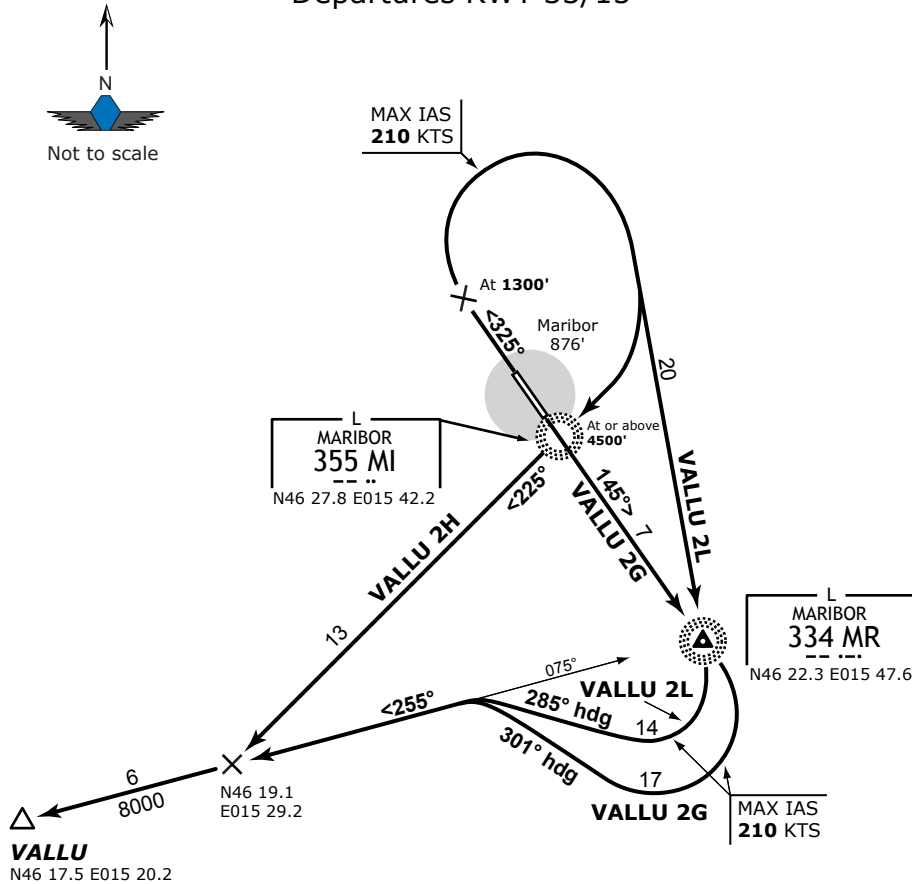 Departures RWY 33/15
N
Not to scale
MAX IAS
210 KTS
At 1300'
<325°
Maribor
876'
20
L
MARIBOR
355 MI
-- ··
N46 27.8 E015 42.2
At or above
4500'
<225°
145°> 7
VALLU 2G
VALLU 2L
VALLU 2H
13
L
MARIBOR
334 MR
-- ·-·
N46 22.3 E015 47.6
075°
<255°
VALLU 2L
285° hdg
14
301° hdg
17
VALLU 2G
MAX IAS
210 KTS
6
8000
N46 19.1
E015 29.2
VALLU
N46 17.5 E015 20.2